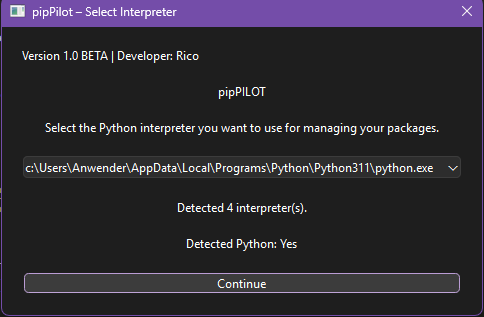 pipPilot – Select Interpreter
Version 1.0 BETA | Developer: Rico
pipPILOT
Select the Python interpreter you want to use for managing your packages.
c:\Users\Anwender\AppData\Local\Programs\Python\Python311\python.exe
Detected 4 interpreter(s).
Detected Python: Yes
Continue